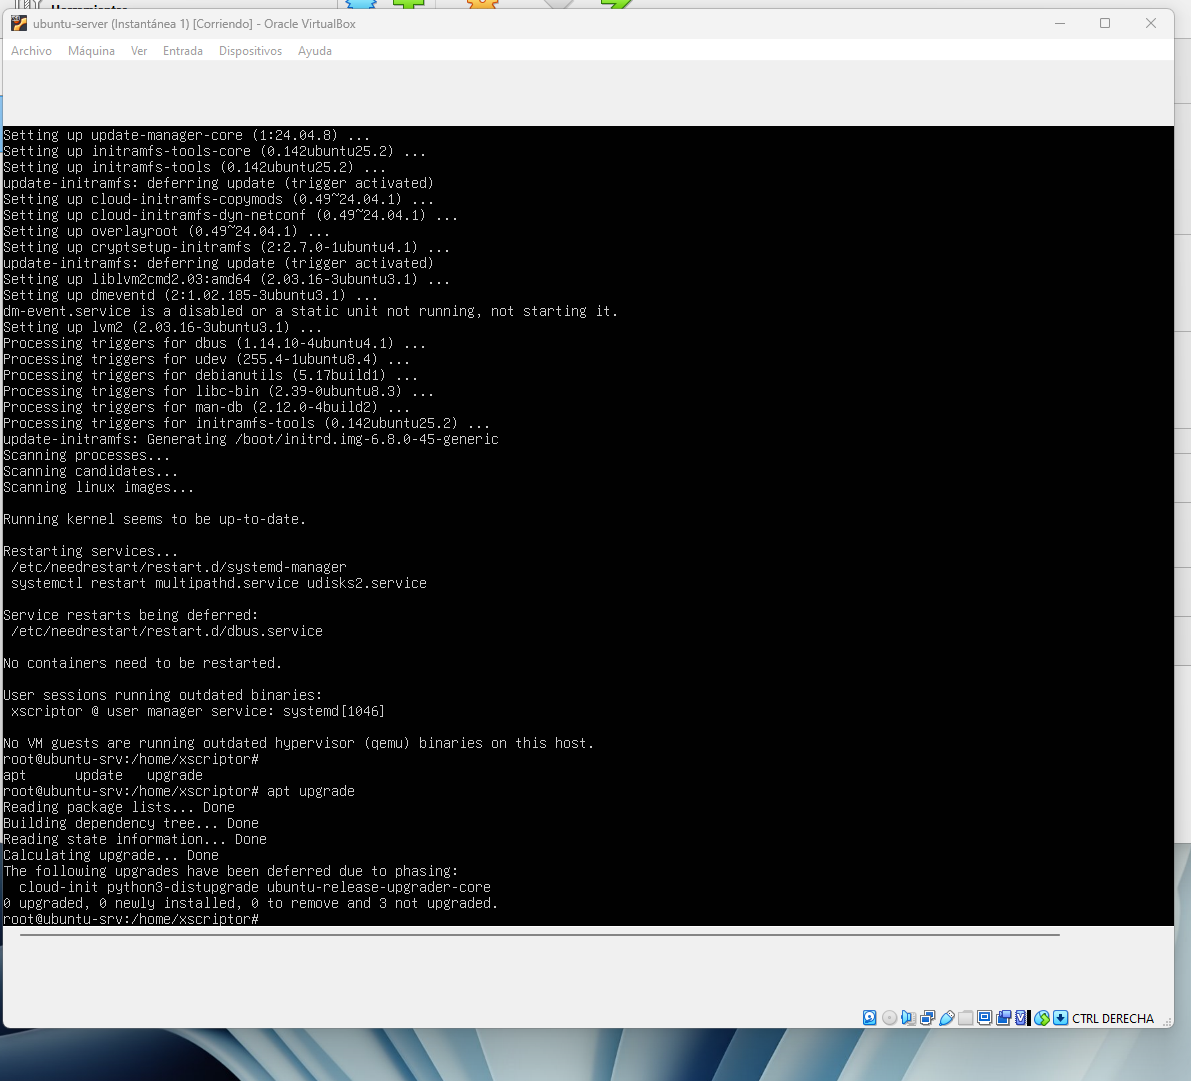 Herramientas
ubuntu-server (Instantánea 1) [Corriendo] - Oracle VirtualBox
Archivo Máquina Ver Entrada Dispositivos Ayuda
Setting up update-manager-core (1:24.04.8) ...
Setting up initramfs-tools-core (0.142ubuntu25.2) ...
Setting up initramfs-tools (0.142ubuntu25.2) ...
update-initramfs: deferring update (trigger activated)
Setting up cloud-initramfs-copymods (0.49~24.04.1) ...
Setting up cloud-initramfs-dyn-netconf (0.49~24.04.1) ...
Setting up overlayroot (0.49~24.04.1) ...
Setting up cryptsetup-initramfs (2:2.7.0-1ubuntu4.1) ...
update-initramfs: deferring update (trigger activated)
Setting up liblvm2cmd2.03:amd64 (2.03.16-3ubuntu3.1) ...
Setting up dmeventd (2:1.02.185-3ubuntu3.1) ...
dm-event.service is a disabled or a static unit not running, not starting it.
Setting up lvm2 (2.03.16-3ubuntu3.1) ...
Processing triggers for dbus (1.14.10-4ubuntu4.1) ...
Processing triggers for udev (255.4-1ubuntu8.4) ...
Processing triggers for debianutils (5.17build1) ...
Processing triggers for libc-bin (2.39-0ubuntu8.3) ...
Processing triggers for man-db (2.12.0-4build2) ...
Processing triggers for initramfs-tools (0.142ubuntu25.2) ...
update-initramfs: Generating /boot/initrd.img-6.8.0-45-generic
Scanning processes...
Scanning candidates...
Scanning linux images...
Running kernel seems to be up-to-date.
Restarting services...
/etc/needrestart/restart.d/systemd-manager
systemctl restart multipathd.service udisks2.service
Service restarts being deferred:
/etc/needrestart/restart.d/dbus.service
No containers need to be restarted.
User sessions running outdated binaries:
xscriptor @ user manager service: systemd[1046]
No VM guests are running outdated hypervisor (qemu) binaries on this host.
root@ubuntu-srv:/home/xscriptor#
apt update upgrade
root@ubuntu-srv:/home/xscriptor# apt upgrade
Reading package lists... Done
Building dependency tree... Done
Reading state information... Done
Calculating upgrade... Done
The following upgrades have been deferred due to phasing:
cloud-init python3-distupgrade ubuntu-release-upgrader-core
0 upgraded, 0 newly installed, 0 to remove and 3 not upgraded.
root@ubuntu-srv:/home/xscriptor#
CTRL DERECHA